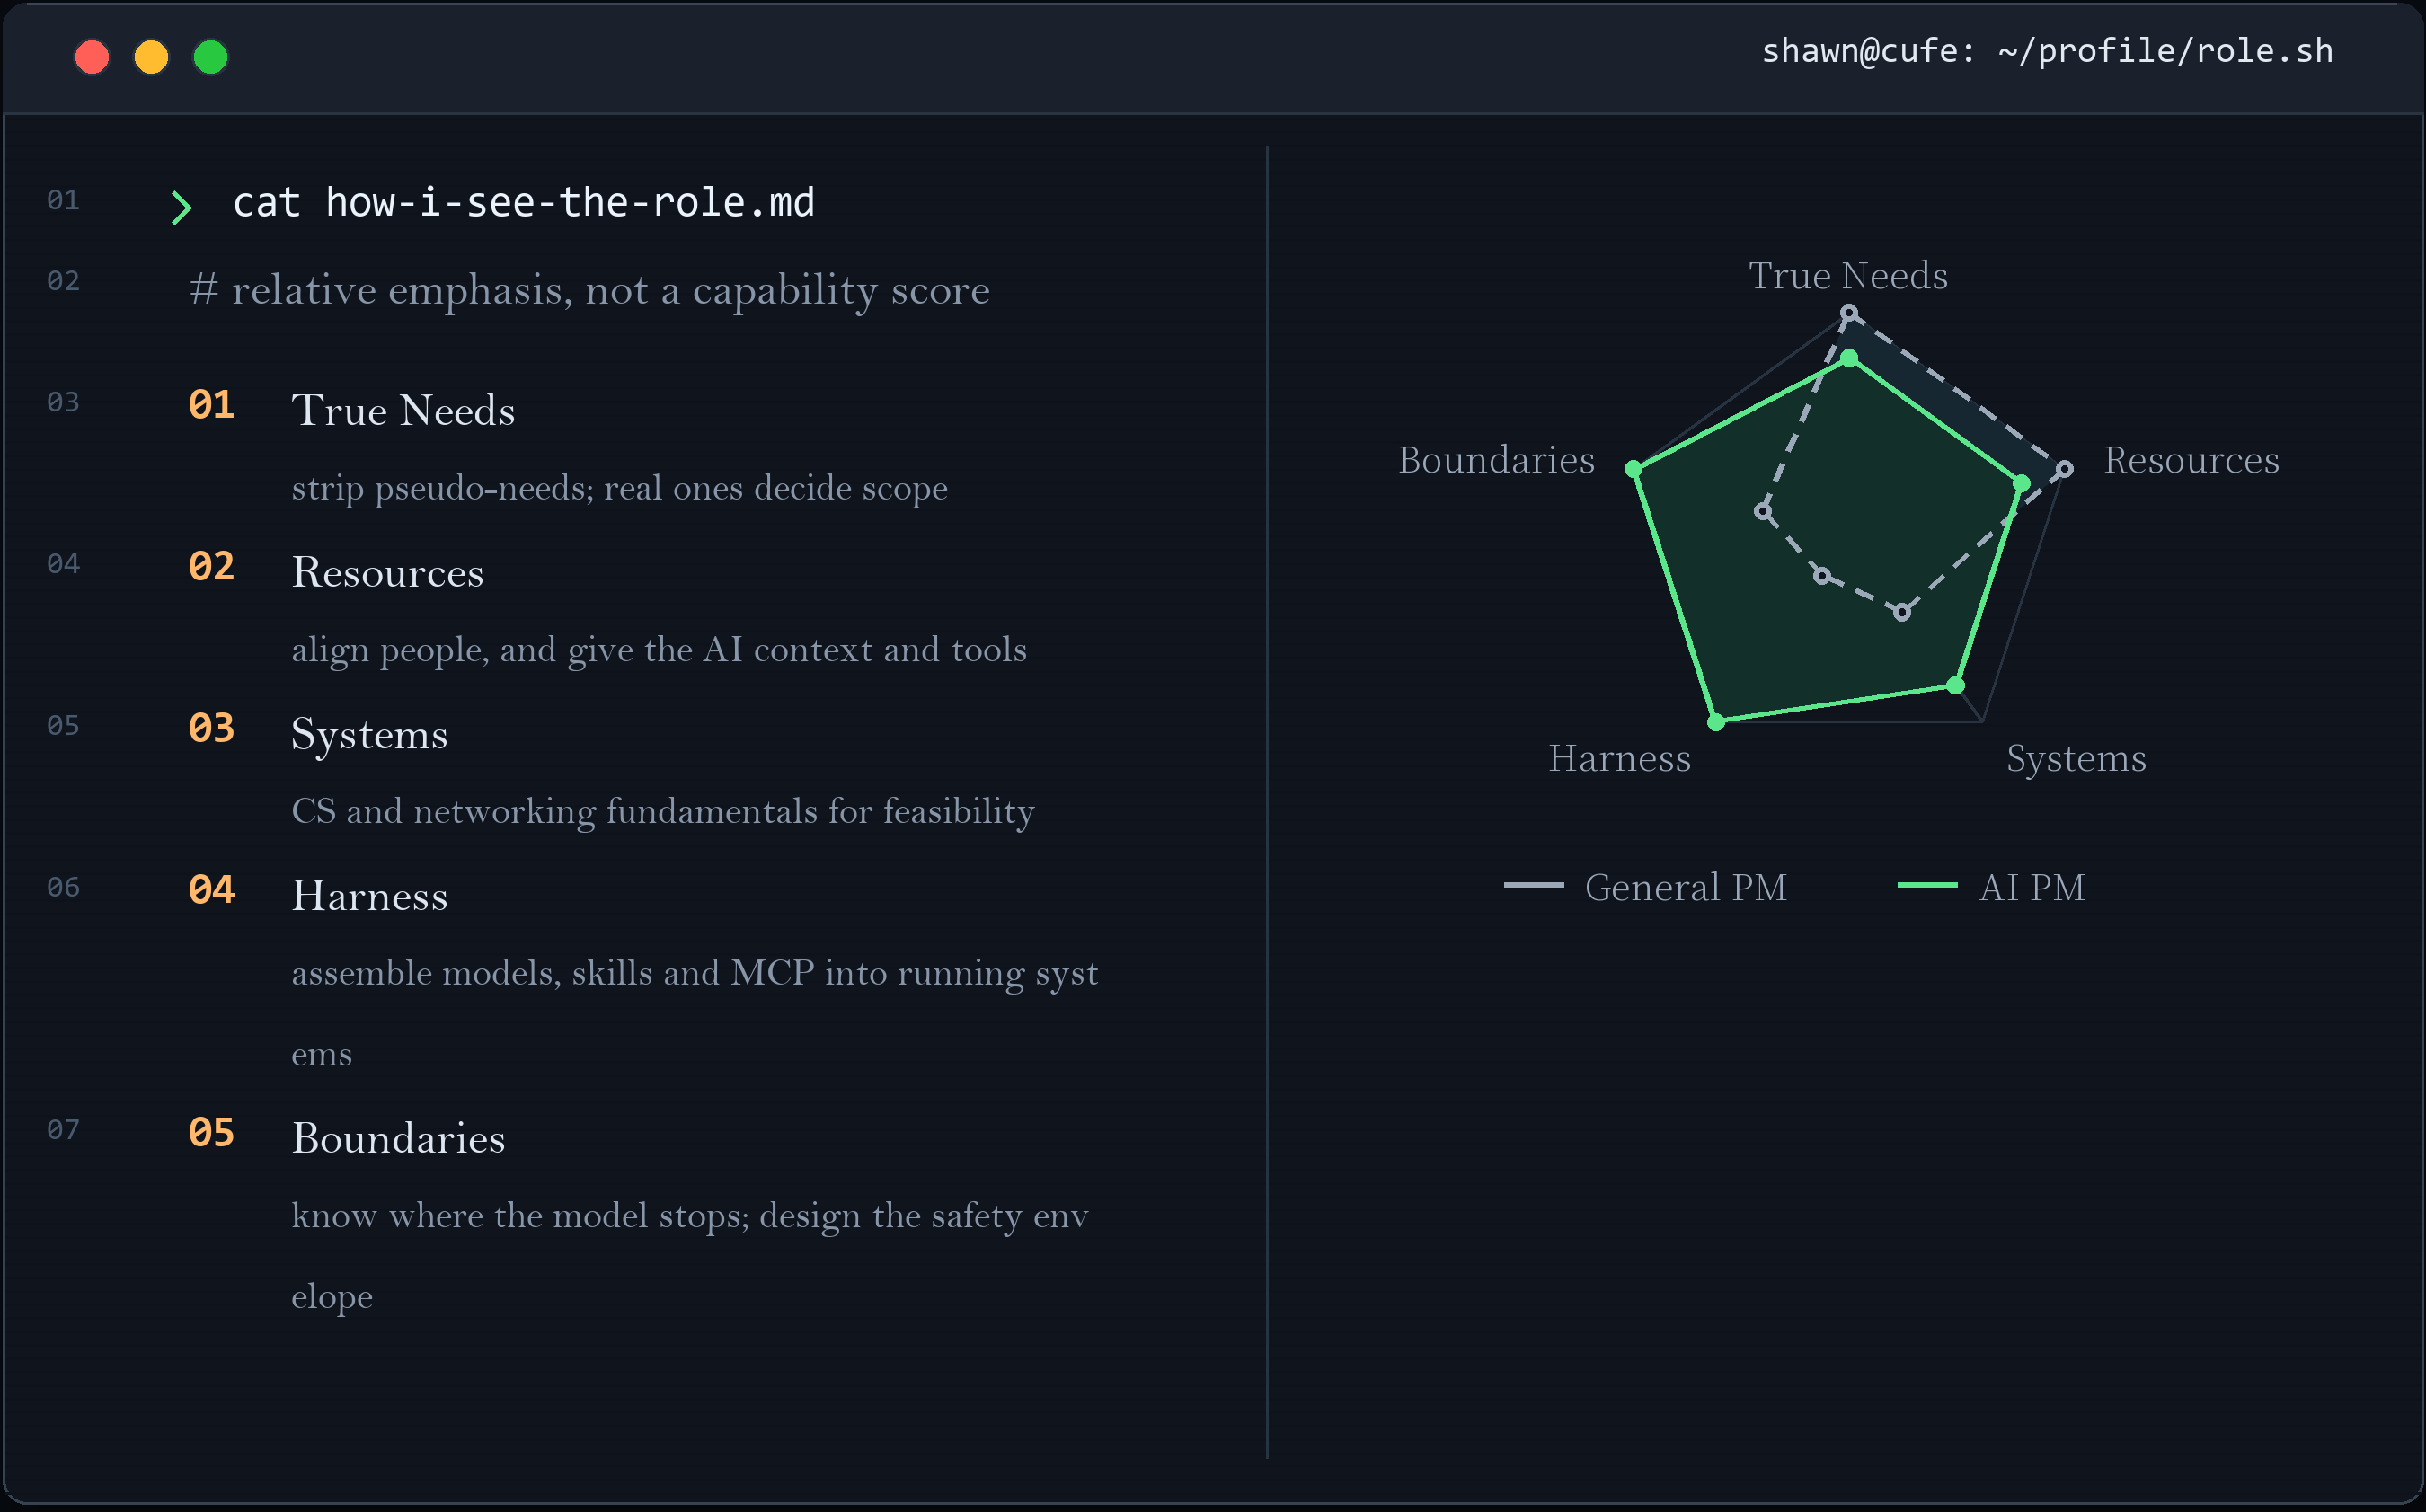 shawn@cufe: ~/profile/role.sh
01 > cat how-i-see-the-role.md
02 # relative emphasis, not a capability score
03 01 True Needs
strip pseudo-needs; real ones decide scope
04 02 Resources
align people, and give the AI context and tools
05 03 Systems
CS and networking fundamentals for feasibility
06 04 Harness
assemble models, skills and MCP into running syst
ems
07 05 Boundaries
know where the model stops; design the safety env
elope
True Needs
Boundaries
Resources
Harness
Systems
General PM
AI PM